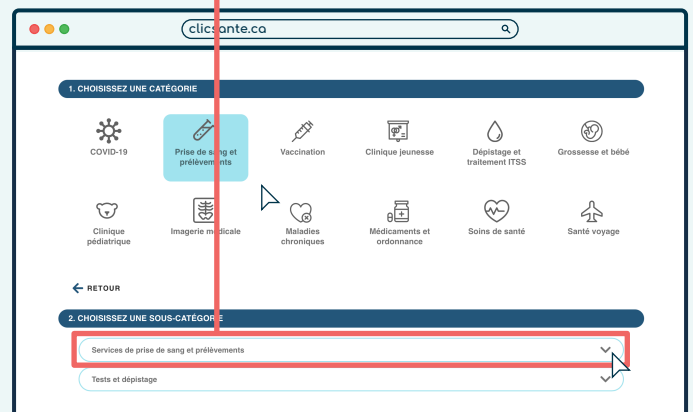 clicsante.ca
1. CHOISISSEZ UNE CATÉGORIE
COVID-19
Prise de sang et
prélèvements
Vaccination
Clinique jeunesse
Dépistage et
traitement ITSS
Grossesse et bébé
Clinique
pédiatrique
Imagerie médicale
Maladies
chroniques
Médicaments et
ordonnance
Soins de santé
Santé voyage
RETOUR
2. CHOISISSEZ UNE SOUS-CATÉGORIE
Services de prise de sang et prélèvements
Tests et dépistage